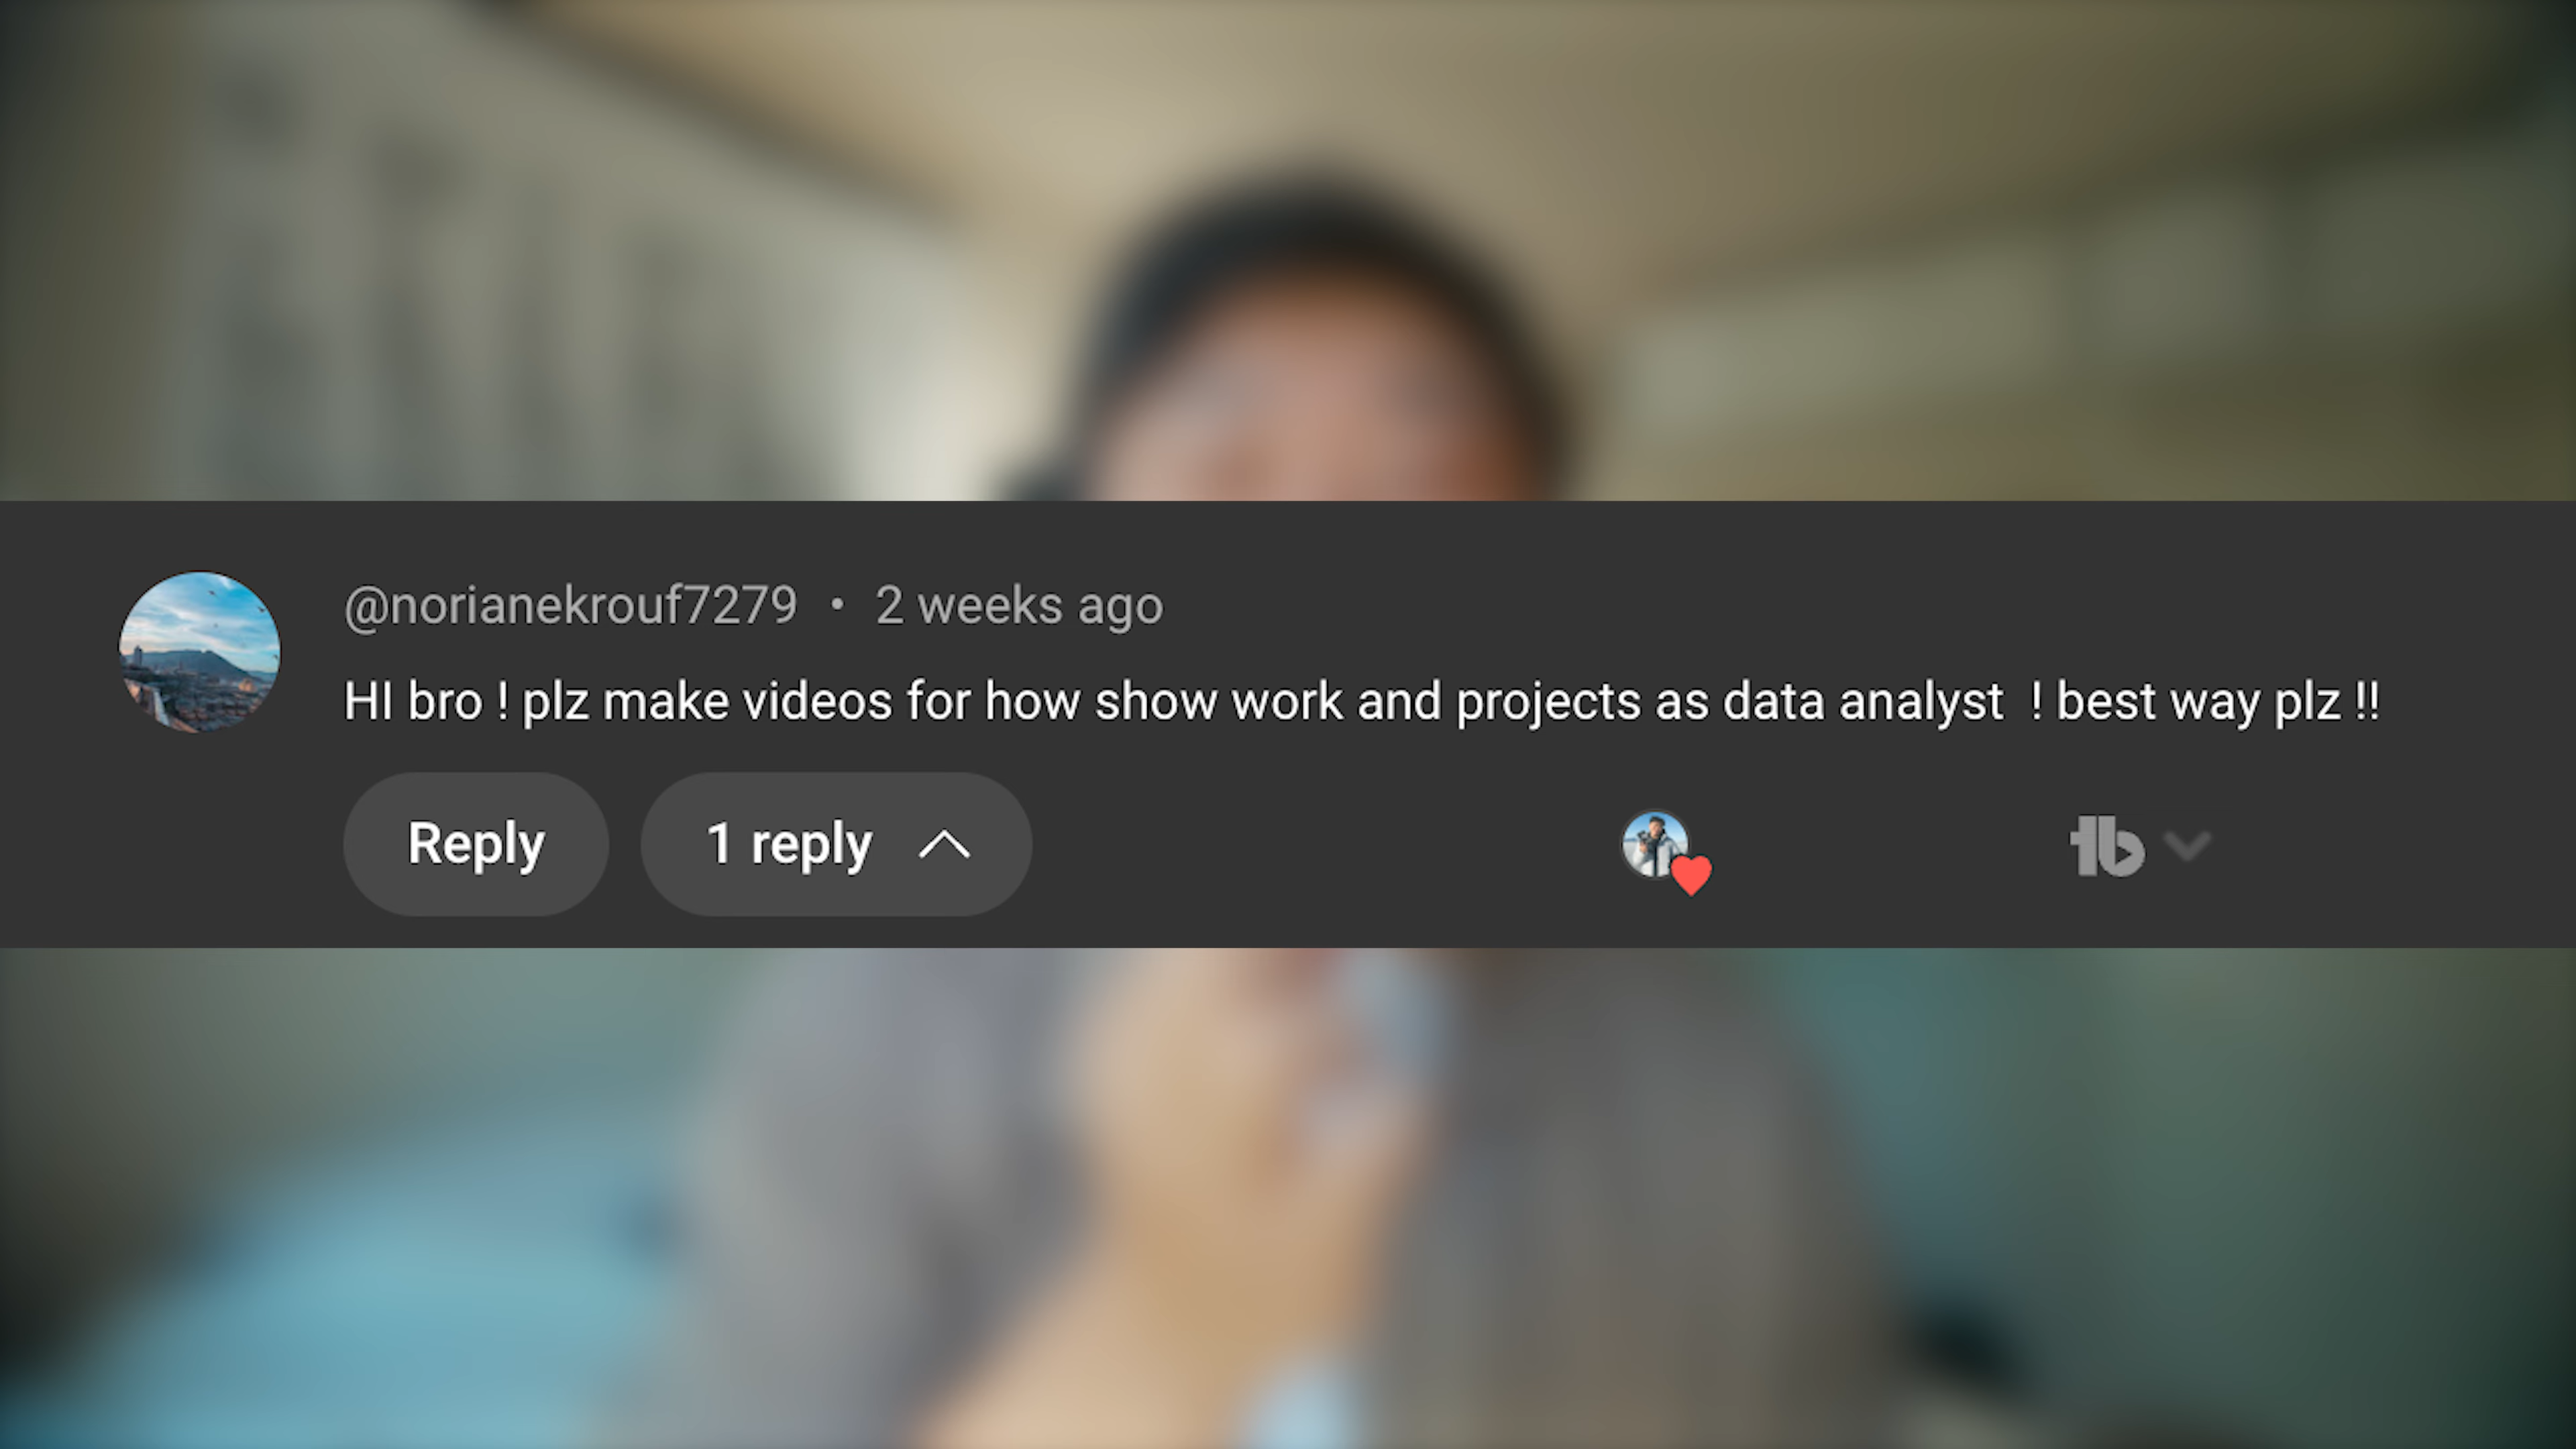 @norianekrouf7279 • 2 weeks ago
HI bro ! plz make videos for how show work and projects as data analyst  ! best way plz !!
Reply
1 reply
tb